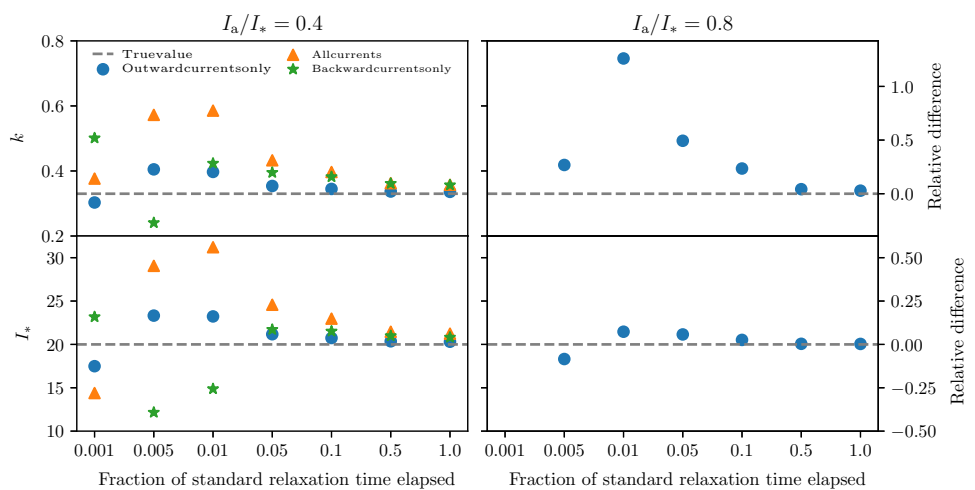 I_a/I_* = 0.4
I_a/I_* = 0.8
Truevalue
Outwardcurrentsonly
Allcurrents
Backwardcurrentsonly
k
0.8
0.6
0.4
0.2
1.0
0.5
0.0
Relative difference
I_*
30
25
20
15
10
0.50
0.25
0.00
−0.25
−0.50
Relative difference
0.001 0.005 0.01 0.05 0.1 0.5 1.0
0.001 0.005 0.01 0.05 0.1 0.5 1.0
Fraction of standard relaxation time elapsed
Fraction of standard relaxation time elapsed